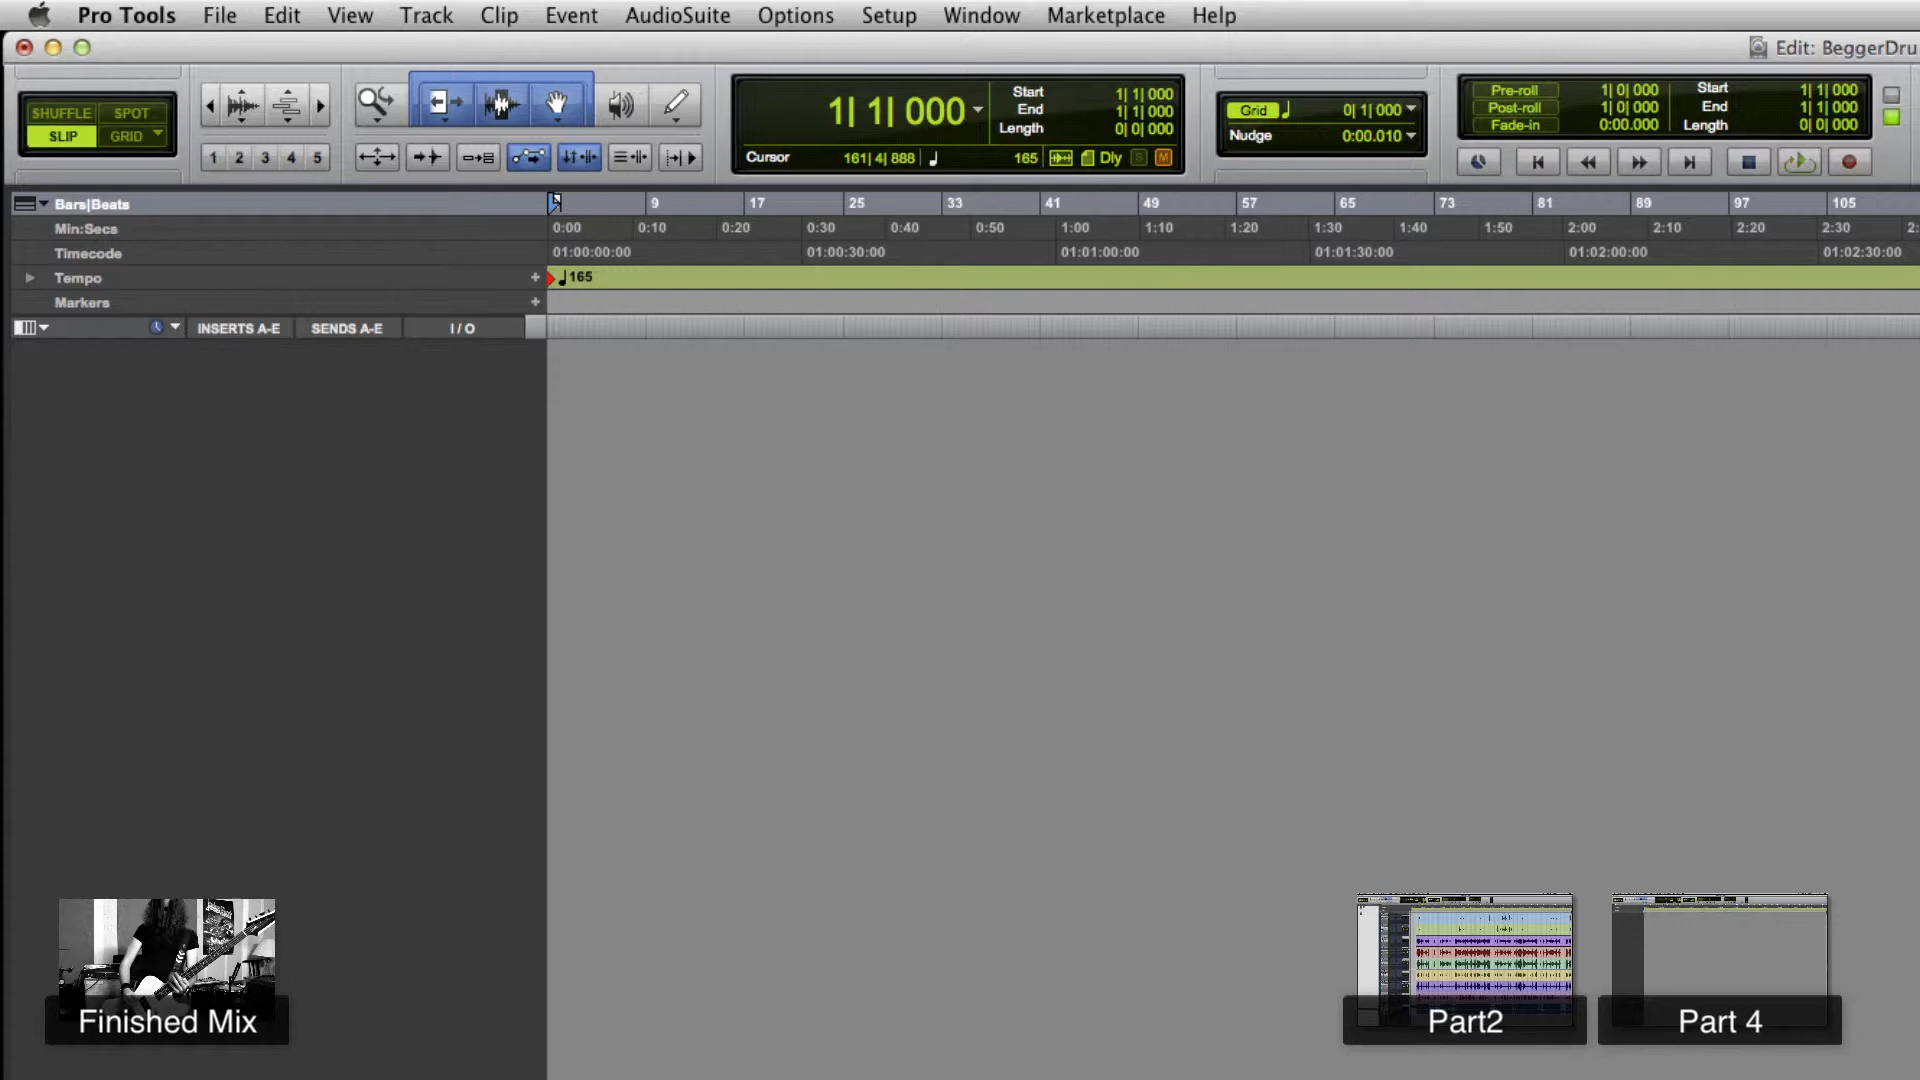 Pro Tools File Edit View Track Clip Event AudioSuite Options Setup Window Marketplace Help
Edit: BeggerDru
SHUFFLE SPOT
SLIP GRID
1 2 3 4 5
1| 1| 000
Start 1| 1| 000
End 1| 1| 000
Length 0| 0| 000
Cursor 161| 4| 888 165 Dly S M
Grid 0| 1| 000
Nudge 0:00.010
Pre-roll 1| 0| 000 Start 1| 1| 000
Post-roll 1| 0| 000 End 1| 1| 000
Fade-in 0:00.000 Length 0| 0| 000
Bars|Beats 9 17 25 33 41 49 57 65 73 81 89 97 105
Min:Secs 0:00 0:10 0:20 0:30 0:40 0:50 1:00 1:10 1:20 1:30 1:40 1:50 2:00 2:10 2:20 2:30 2:
Timecode 01:00:00:00 01:00:30:00 01:01:00:00 01:01:30:00 01:02:00:00 01:02:30:00
Tempo + 165
Markers +
INSERTS A-E SENDS A-E I / O
Finished Mix
Part2
Part 4